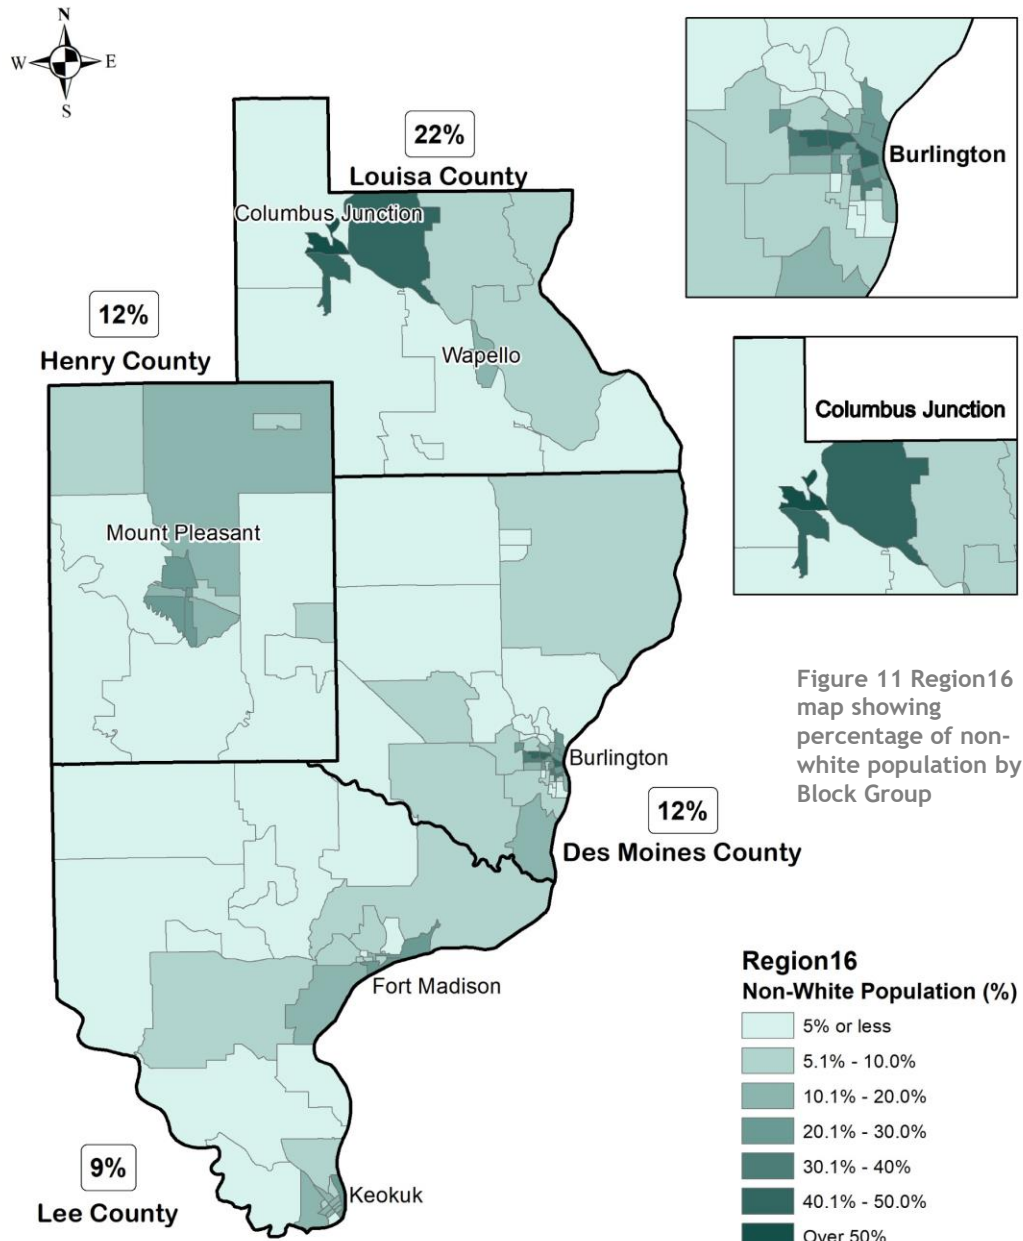 N
W
E
S
22%
Louisa County
Columbus Junction
12%
Henry County
Wapello
Mount Pleasant
Burlington
12%
Des Moines County
Fort Madison
9%
Lee County
Keokuk
Burlington
Columbus Junction
Figure 11 Region16
map showing
percentage of non-
white population by
Block Group
Region16
Non-White Population (%)
5% or less
5.1% - 10.0%
10.1% - 20.0%
20.1% - 30.0%
30.1% - 40%
40.1% - 50.0%
Over 50%